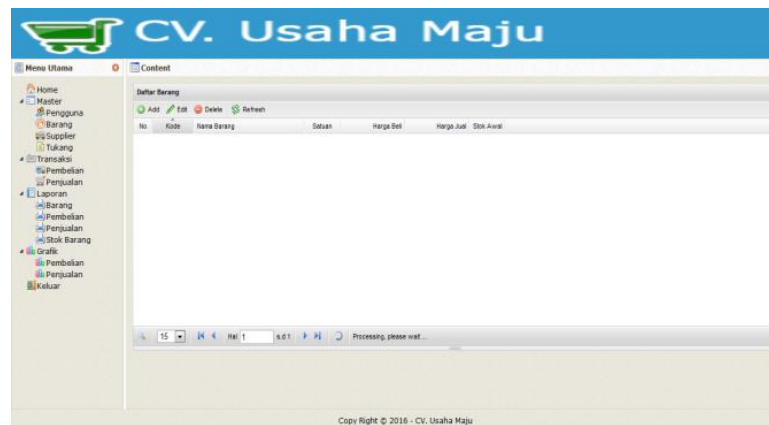 CV. Usaha Maju
Menu Utama
Home
Master
Pengguna
Barang
Supplier
Tukang
Transaksi
Pembelian
Penjualan
Laporan
Barang
Pembelian
Penjualan
Stok Barang
Grafik
Pembelian
Penjualan
Keluar
Content
Daftar Barang
Add Edit Delete Refresh
No. Kode Nama Barang Satuan Harga Beli Harga Jual Stok Awal
15 Hal 1 s.d 1 Processing, please wait ...
Copy Right © 2016 - CV. Usaha Maju